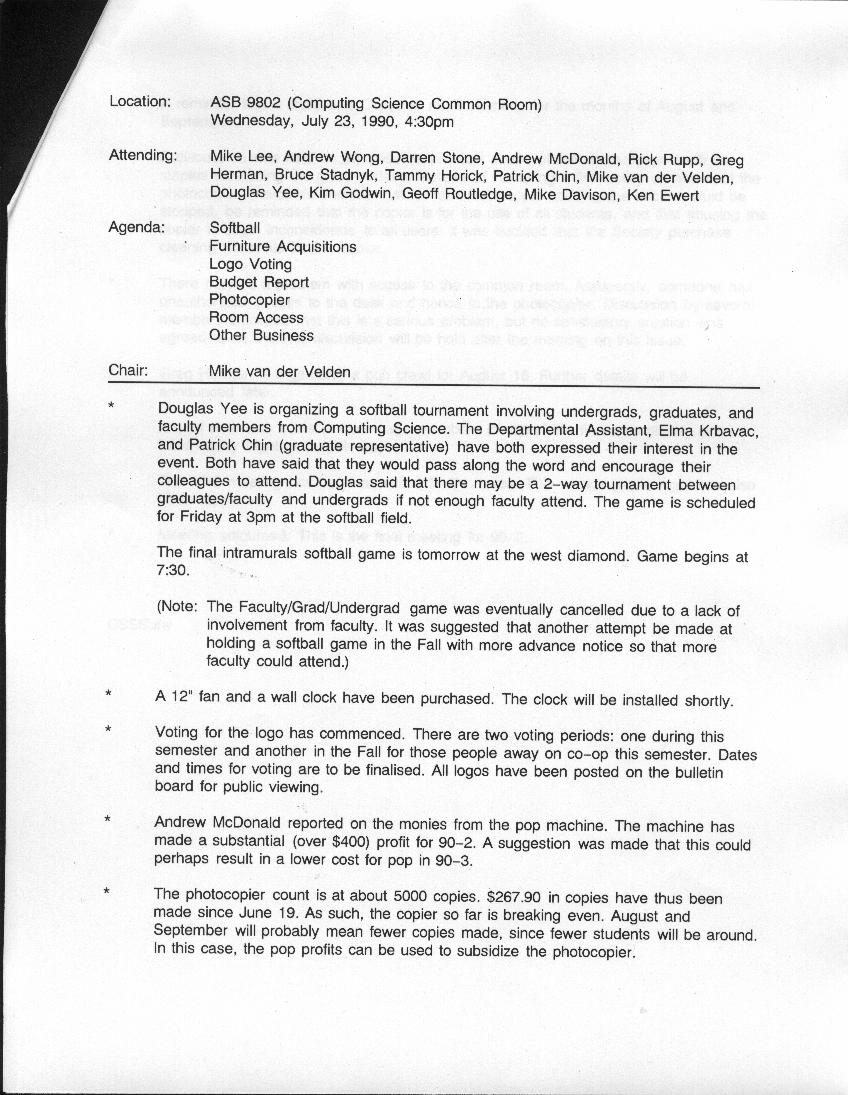 Location: ASB 9802 (Computing Science Common Room)
Wednesday, July 23, 1990, 4:30pm
Attending: Mike Lee, Andrew Wong, Darren Stone, Andrew McDonald, Rick Rupp, Greg
Herman, Bruce Stadnyk, Tammy Horick, Patrick Chin, Mike van der Velden,
Douglas Yee, Kim Godwin, Geoff Routledge, Mike Davison, Ken Ewert
Agenda: Softball
Furniture Acquisitions
Logo Voting
Budget Report
Photocopier
Room Access
Other Business
Chair: Mike van der Velden
* Douglas Yee is organizing a softball tournament involving undergrads, graduates, and
faculty members from Computing Science. The Departmental Assistant, Elma Krbavac,
and Patrick Chin (graduate representative) have both expressed their interest in the
event. Both have said that they would pass along the word and encourage their
colleagues to attend. Douglas said that there may be a 2-way tournament between
graduates/faculty and undergrads if not enough faculty attend. The game is scheduled
for Friday at 3pm at the softball field.
The final intramurals softball game is tomorrow at the west diamond. Game begins at
7:30.
(Note: The Faculty/Grad/Undergrad game was eventually cancelled due to a lack of
involvement from faculty. It was suggested that another attempt be made at
holding a softball game in the Fall with more advance notice so that more
faculty could attend.)
* A 12" fan and a wall clock have been purchased. The clock will be installed shortly.
* Voting for the logo has commenced. There are two voting periods: one during this
semester and another in the Fall for those people away on co-op this semester. Dates
and times for voting are to be finalised. All logos have been posted on the bulletin
board for public viewing.
* Andrew McDonald reported on the monies from the pop machine. The machine has
made a substantial (over $400) profit for 90-2. A suggestion was made that this could
perhaps result in a lower cost for pop in 90-3.
* The photocopier count is at about 5000 copies. $267.90 in copies have thus been
made since June 19. As such, the copier so far is breaking even. August and
September will probably mean fewer copies made, since fewer students will be around.
In this case, the pop profits can be used to subsidize the photocopier.